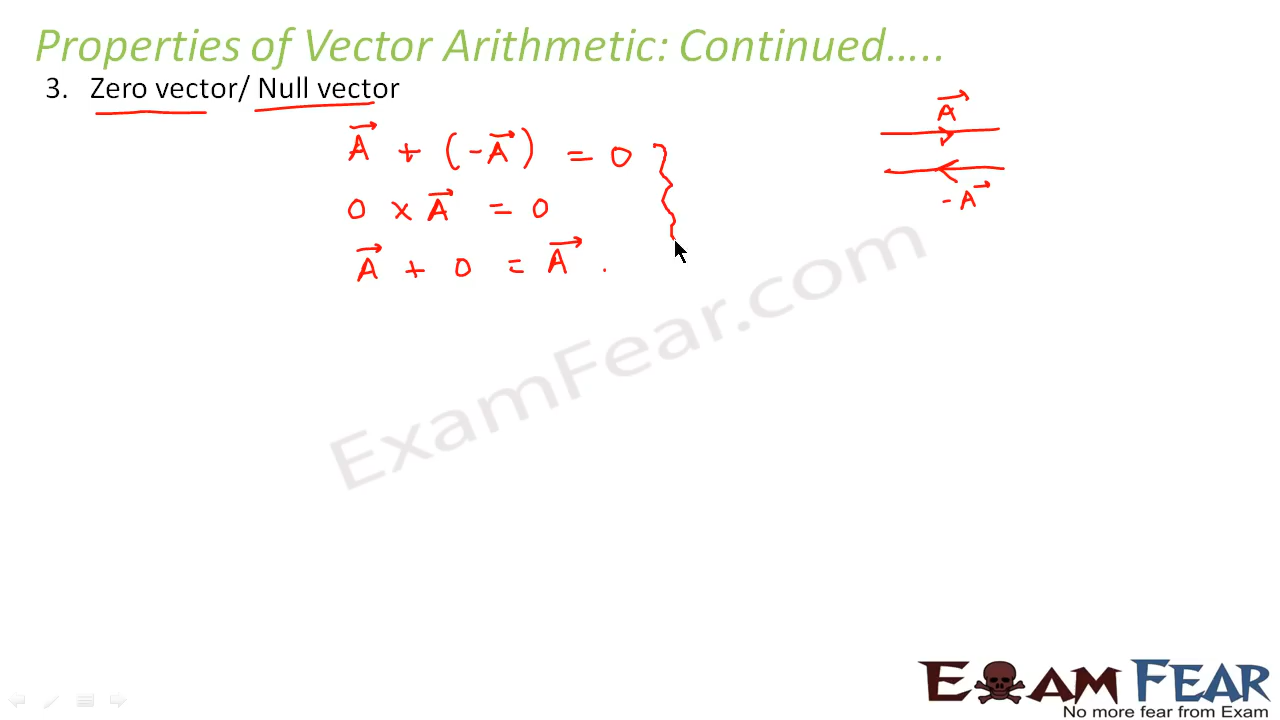 Properties of Vector Arithmetic: Continued.....
3. Zero vector/ Null vector
A⃗ + (-A⃗) = 0
0 × A⃗ = 0
A⃗ + 0 = A⃗ .
A⃗
-A⃗
ExamFear.com
EXAM FEAR
No more fear from Exam